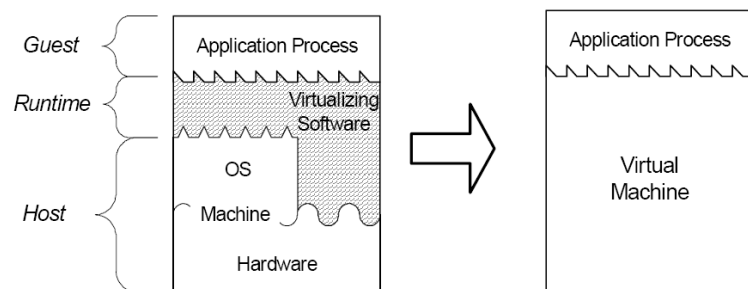 Guest
Application Process
Runtime
Virtualizing
Software
Host
OS
Machine
Hardware
Application Process
Virtual
Machine